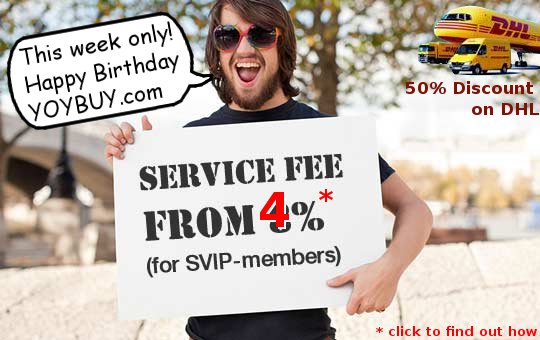 This week only!
Happy Birthday
YOYBUY.com
DHL
50% Discount
on DHL
SERVICE FEE
FROM 4%*
(for SVIP-members)
* click to find out how